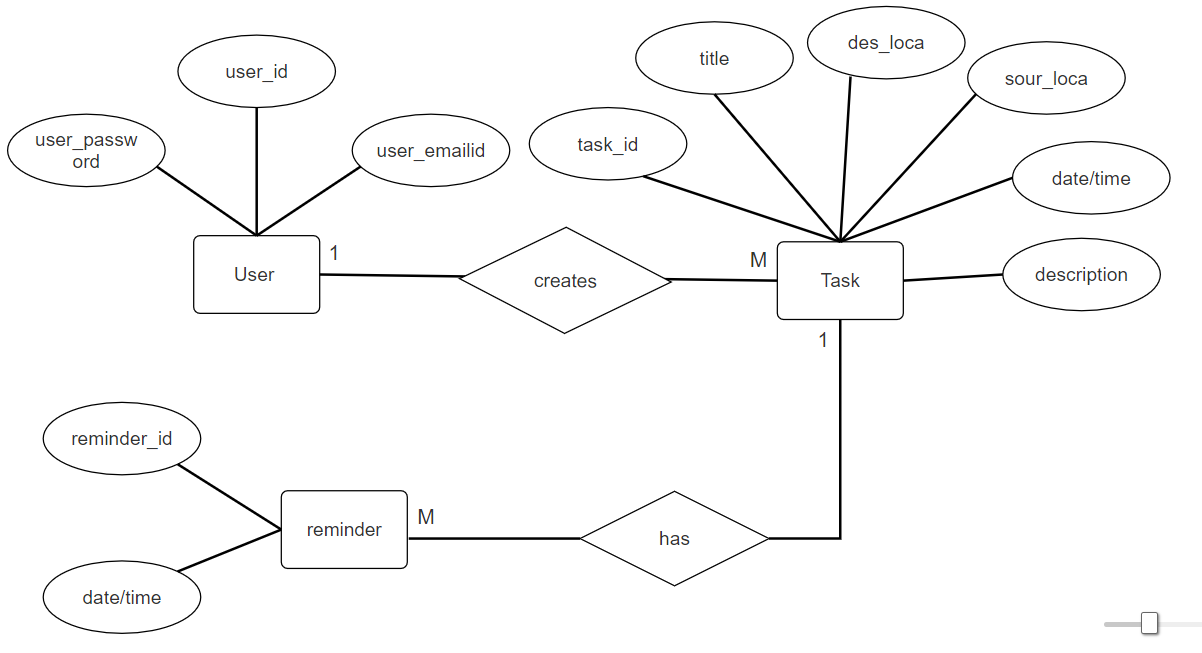 des_loca
title
user_id
sour_loca
user_passw
ord
user_emailid
task_id
date/time
User
1
creates
M
Task
description
1
reminder_id
reminder
M
has
date/time